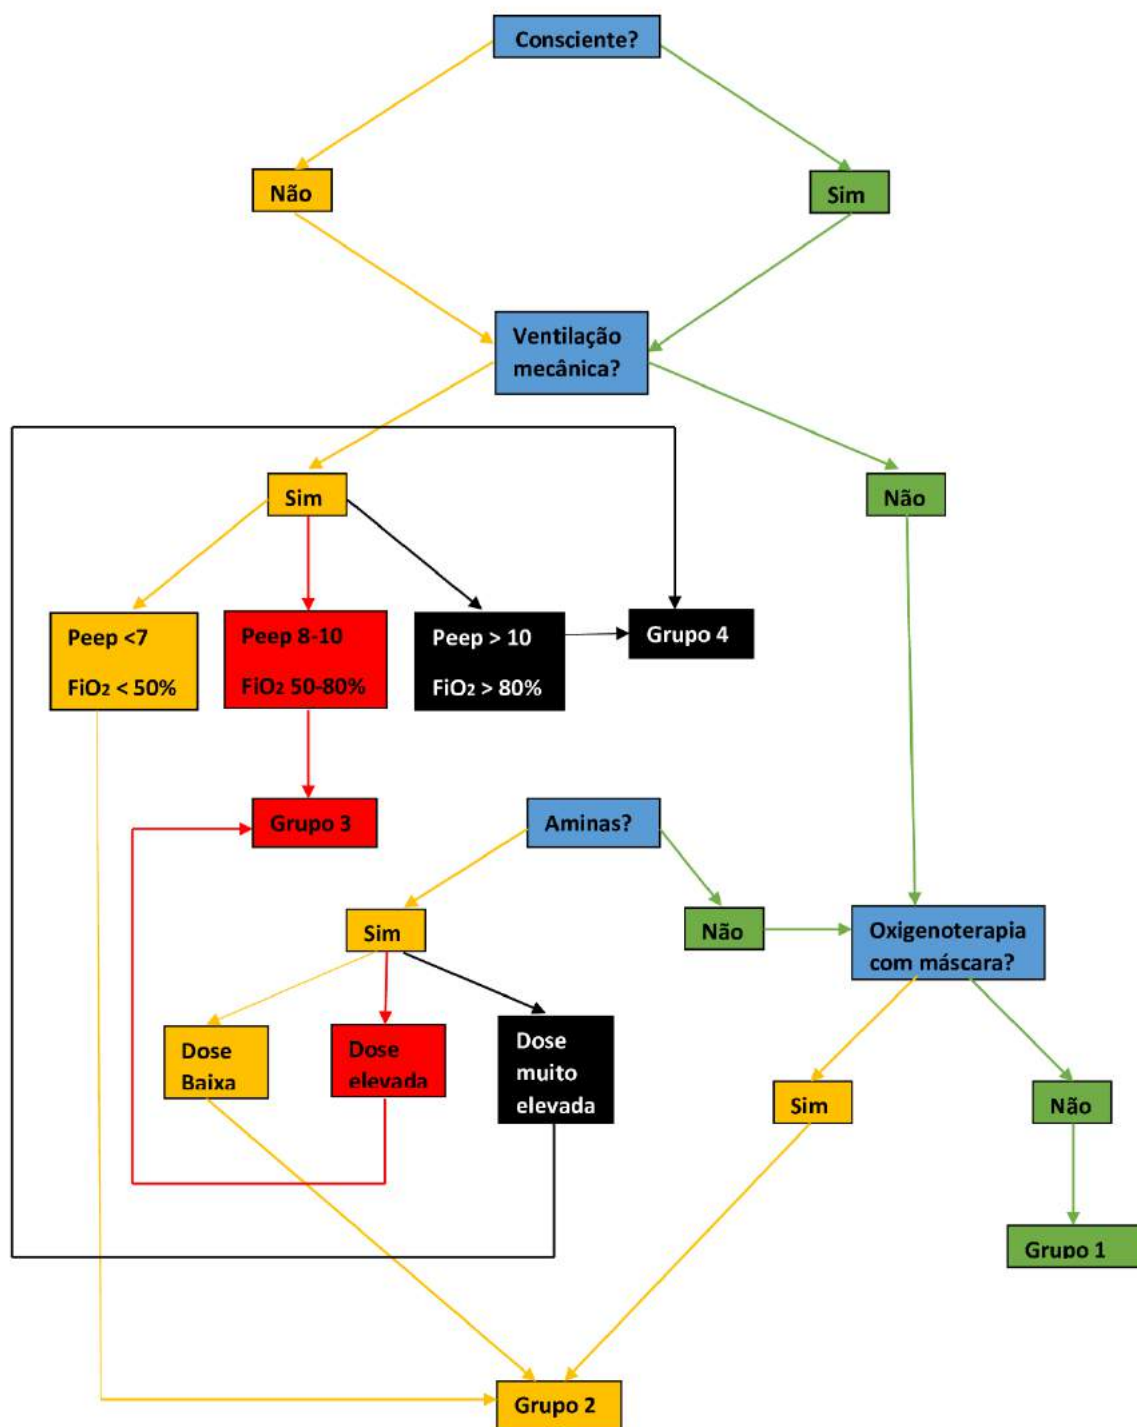 Consciente?
Não
Sim
Ventilação
mecânica?
Sim
Não
Peep <7
FiO2 < 50%
Peep 8-10
FiO2 50-80%
Peep > 10
FiO2 > 80%
Grupo 4
Grupo 3
Aminas?
Sim
Não
Oxigenoterapia
com máscara?
Dose
Baixa
Dose
elevada
Dose
muito
elevada
Sim
Não
Grupo 1
Grupo 2